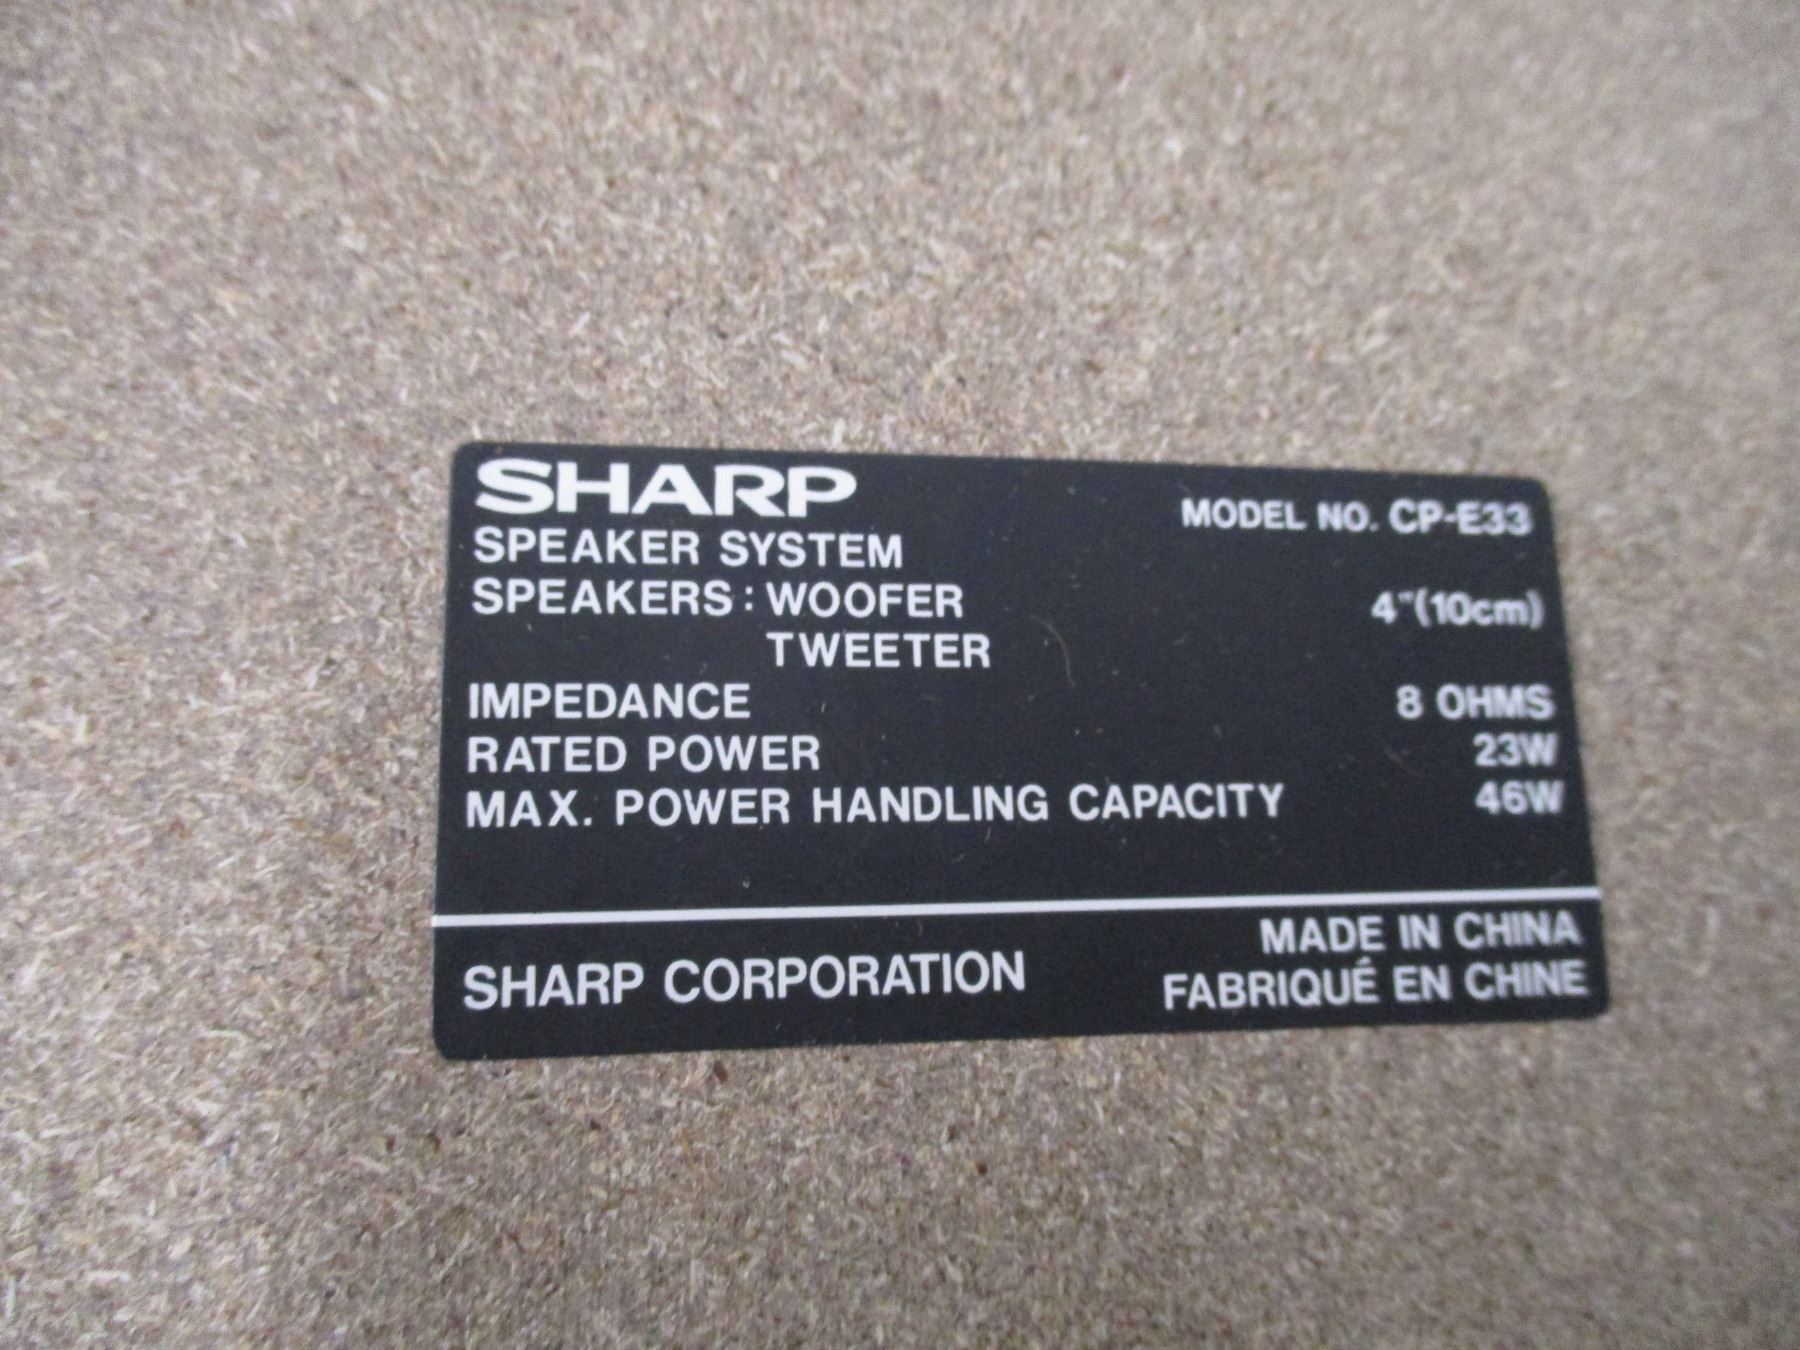 SHARP
MODEL NO. CP-E33
SPEAKER SYSTEM
SPEAKERS : WOOFER 4"(10cm)
TWEETER
IMPEDANCE 8 OHMS
RATED POWER 23W
MAX. POWER HANDLING CAPACITY 46W
SHARP CORPORATION
MADE IN CHINA
FABRIQUÉ EN CHINE